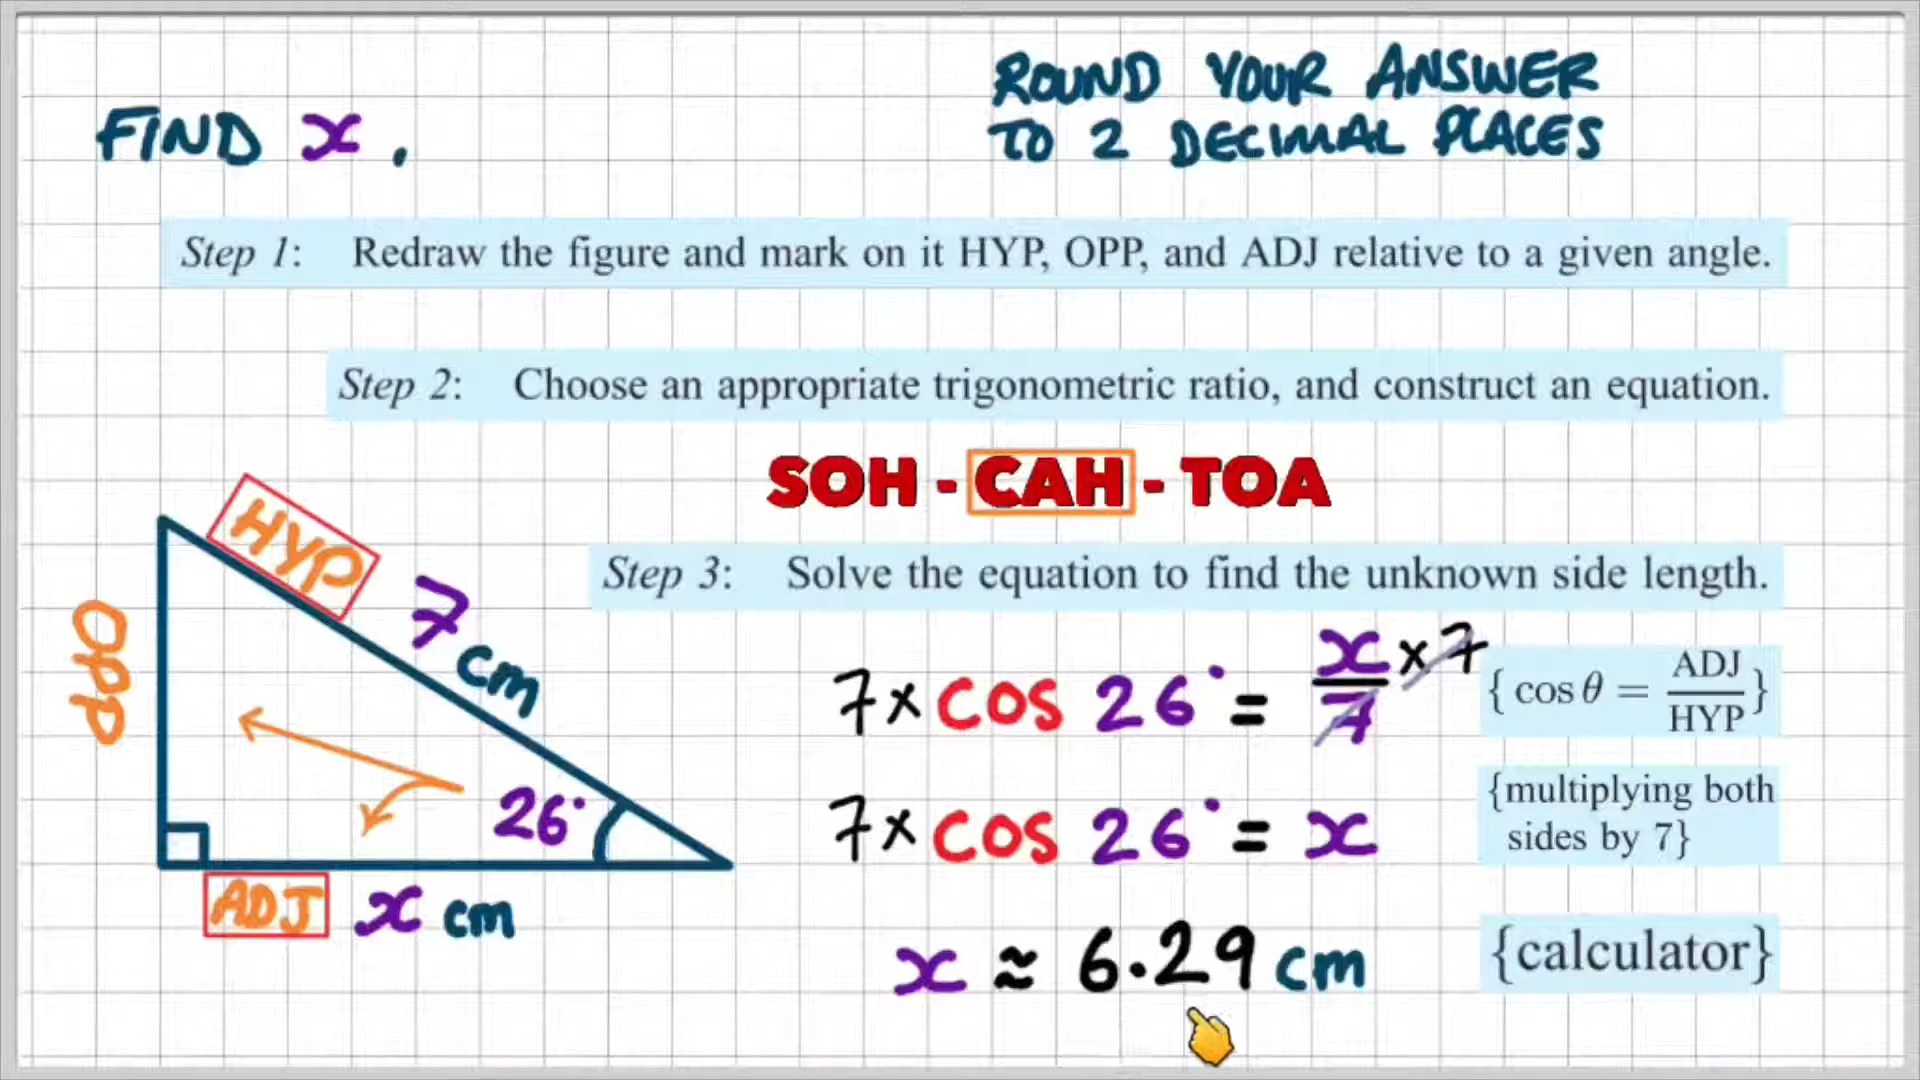 FIND x.
ROUND YOUR ANSWER
TO 2 DECIMAL PLACES
Step 1: Redraw the figure and mark on it HYP, OPP, and ADJ relative to a given angle.
Step 2: Choose an appropriate trigonometric ratio, and construct an equation.
SOH - CAH - TOA
Step 3: Solve the equation to find the unknown side length.
HYP
7 cm
OPP
26°
ADJ x cm
7 × cos 26° = x/7 × 7 {cos θ = ADJ/HYP}
7 × cos 26° = x {multiplying both
sides by 7}
x ≈ 6.29 cm {calculator}